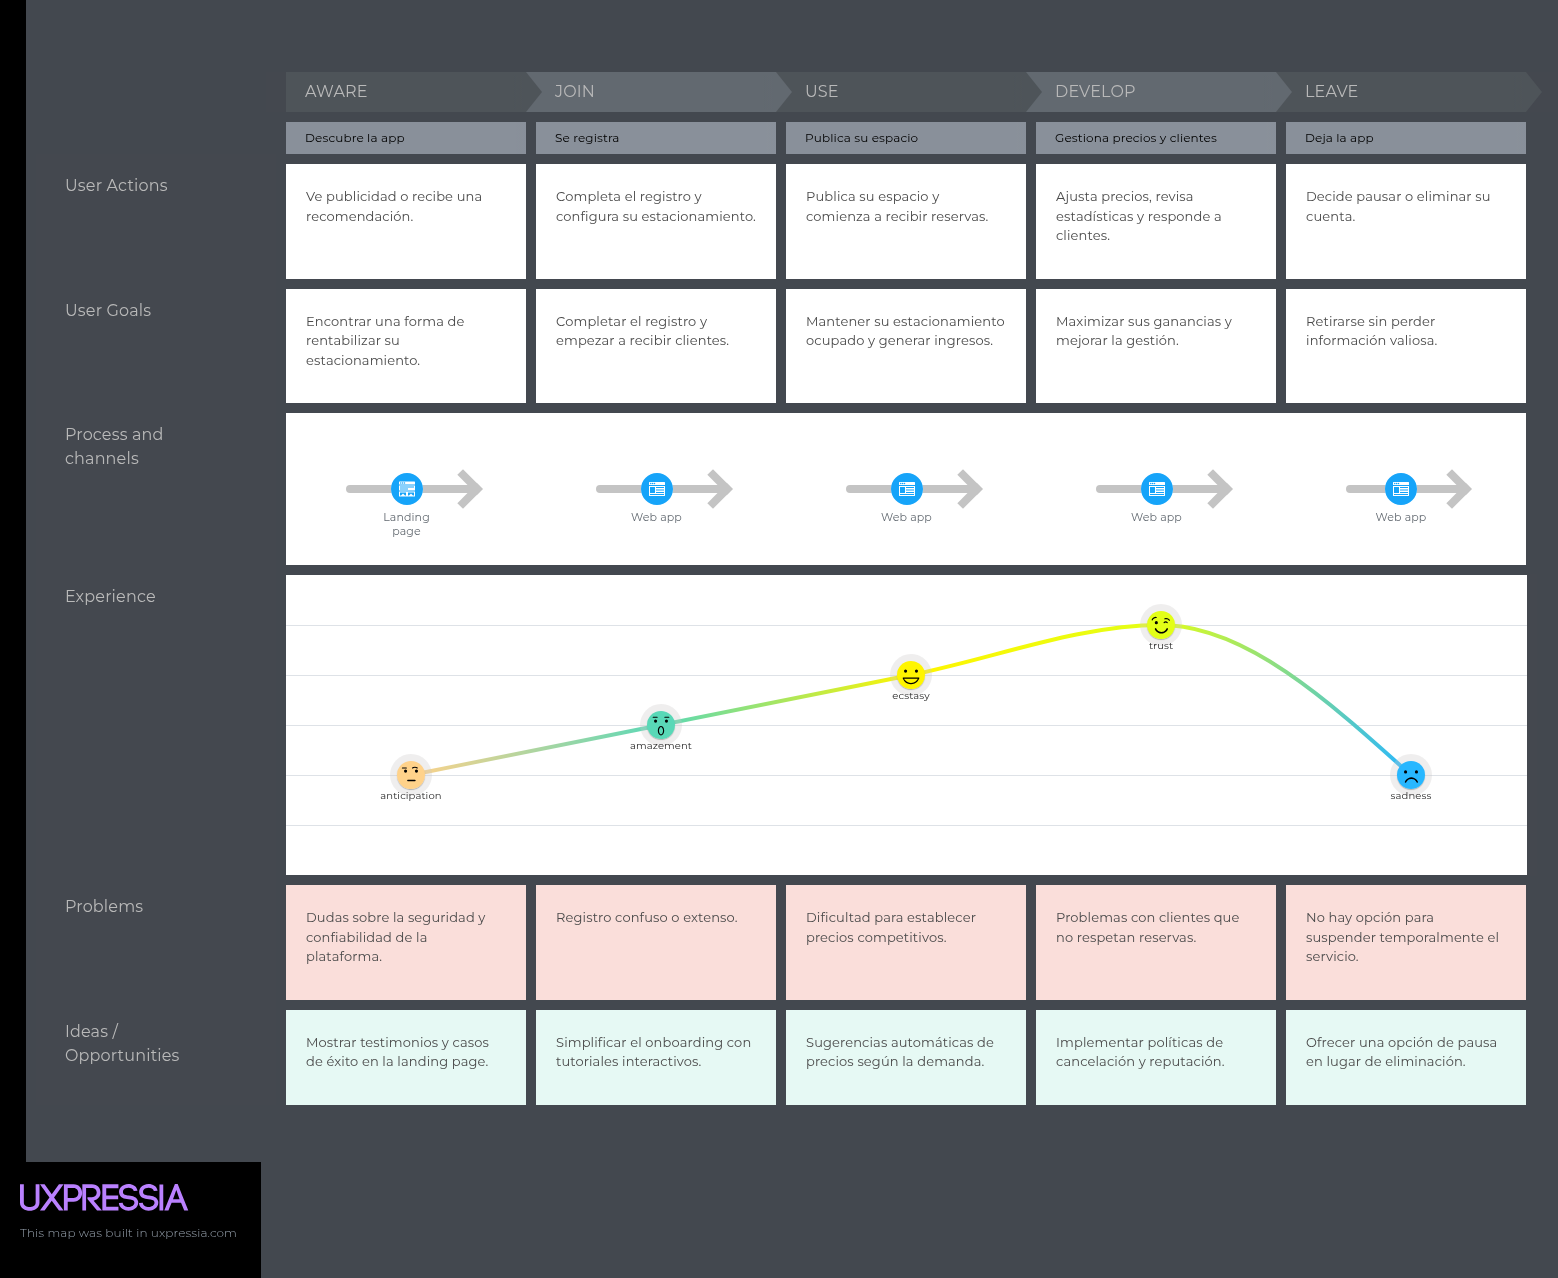 AWARE
JOIN
USE
DEVELOP
LEAVE
Descubre la app
Se registra
Publica su espacio
Gestiona precios y clientes
Deja la app
User Actions
Ve publicidad o recibe una
recomendación.
Completa el registro y
configura su estacionamiento.
Publica su espacio y
comienza a recibir reservas.
Ajusta precios, revisa
estadísticas y responde a
clientes.
Decide pausar o eliminar su
cuenta.
User Goals
Encontrar una forma de
rentabilizar su
estacionamiento.
Completar el registro y
empezar a recibir clientes.
Mantener su estacionamiento
ocupado y generar ingresos.
Maximizar sus ganancias y
mejorar la gestión.
Retirarse sin perder
información valiosa.
Process and
channels
Landing
page
Web app
Web app
Web app
Web app
Experience
anticipation
amazement
ecstasy
trust
sadness
Problems
Dudas sobre la seguridad y
confiabilidad de la
plataforma.
Registro confuso o extenso.
Dificultad para establecer
precios competitivos.
Problemas con clientes que
no respetan reservas.
No hay opción para
suspender temporalmente el
servicio.
Ideas /
Opportunities
Mostrar testimonios y casos
de éxito en la landing page.
Simplificar el onboarding con
tutoriales interactivos.
Sugerencias automáticas de
precios según la demanda.
Implementar políticas de
cancelación y reputación.
Ofrecer una opción de pausa
en lugar de eliminación.
UXPRESSIA
This map was built in uxpressia.com